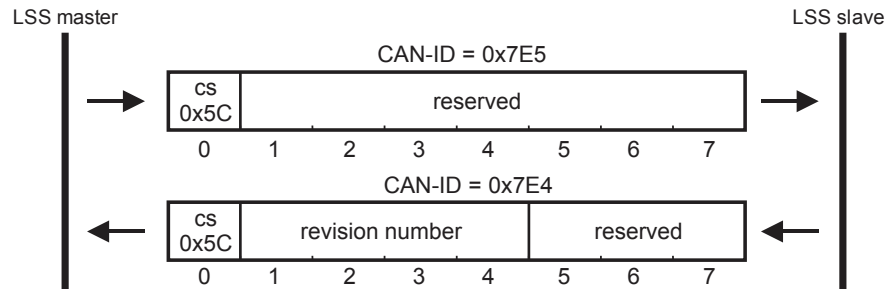 LSS master
LSS slave
CAN-ID = 0x7E5
cs
0x5C
reserved
0 1 2 3 4 5 6 7
CAN-ID = 0x7E4
cs
0x5C
revision number
reserved
0 1 2 3 4 5 6 7